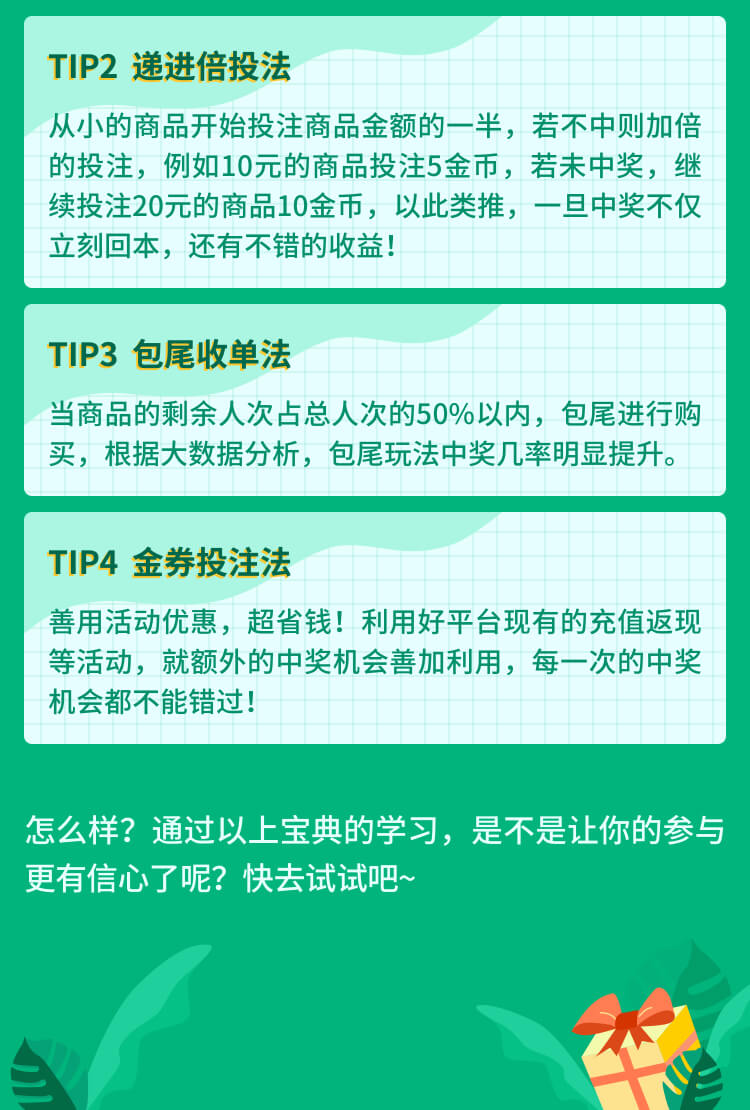 TIP2 递进倍投法
从小的商品开始投注商品金额的一半，若不中则加倍
的投注，例如10元的商品投注5金币，若未中奖，继
续投注20元的商品10金币，以此类推，一旦中奖不仅
立刻回本，还有不错的收益！
TIP3 包尾收单法
当商品的剩余人次占总人次的50%以内，包尾进行购
买，根据大数据分析，包尾玩法中奖几率明显提升。
TIP4 金券投注法
善用活动优惠，超省钱！利用好平台现有的充值返现
等活动，就额外的中奖机会善加利用，每一次的中奖
机会都不能错过！
怎么样？通过以上宝典的学习，是不是让你的参与
更有信心了呢？快去试试吧~